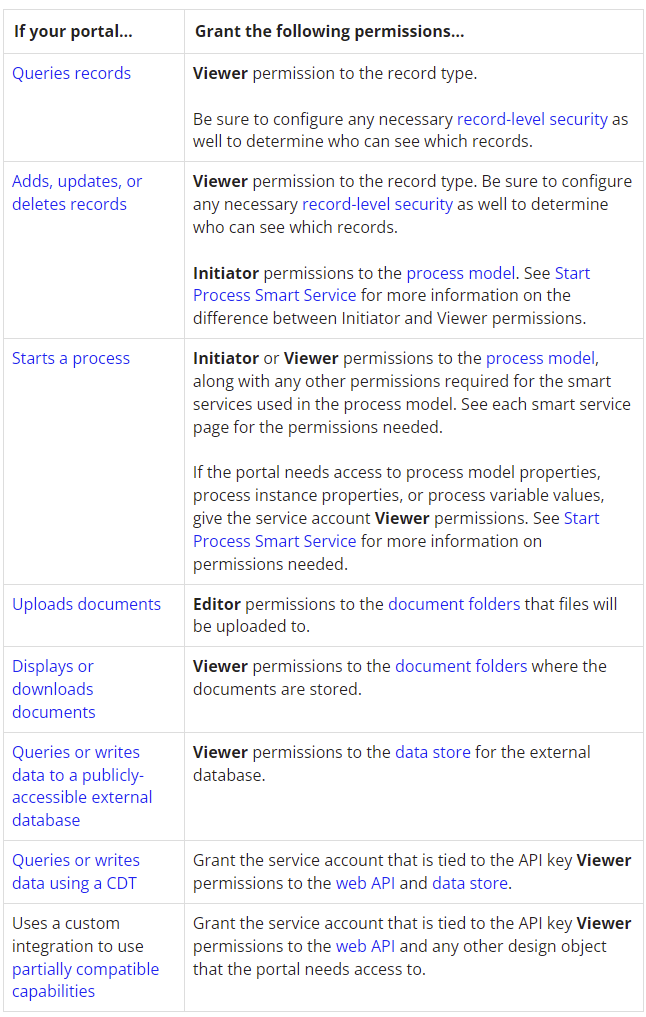 If your portal... Grant the following permissions...
Queries records
Viewer permission to the record type.
Be sure to configure any necessary record-level security as
well to determine who can see which records.
Adds, updates, or
deletes records
Viewer permission to the record type. Be sure to configure
any necessary record-level security as well to determine
who can see which records.
Initiator permissions to the process model. See Start
Process Smart Service for more information on the
difference between Initiator and Viewer permissions.
Starts a process
Initiator or Viewer permissions to the process model,
along with any other permissions required for the smart
services used in the process model. See each smart service
page for the permissions needed.
If the portal needs access to process model properties,
process instance properties, or process variable values,
give the service account Viewer permissions. See Start
Process Smart Service for more information on
permissions needed.
Uploads documents
Editor permissions to the document folders that files will
be uploaded to.
Displays or
downloads
documents
Viewer permissions to the document folders where the
documents are stored.
Queries or writes
data to a publicly-
accessible external
database
Viewer permissions to the data store for the external
database.
Queries or writes
data using a CDT
Grant the service account that is tied to the API key Viewer
permissions to the web API and data store.
Uses a custom
integration to use
partially compatible
capabilities
Grant the service account that is tied to the API key Viewer
permissions to the web API and any other design object
that the portal needs access to.